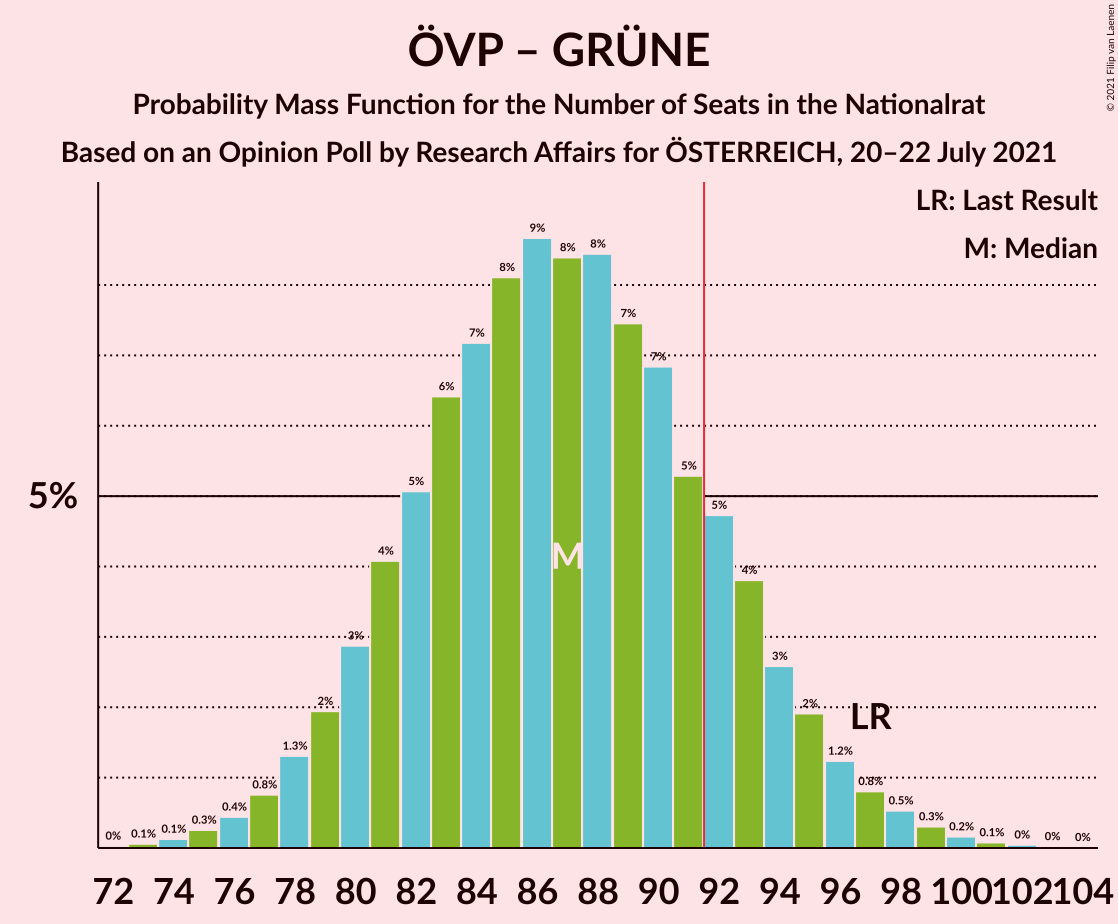 ÖVP – GRÜNE
Probability Mass Function for the Number of Seats in the Nationalrat
Based on an Opinion Poll by Research Affairs for ÖSTERREICH, 20–22 July 2021
© 2021 Filip van Laenen
LR: Last Result
M: Median
5%
0% 0.1% 0.1% 0.3% 0.4% 0.8% 1.3% 2% 3% 4% 5% 6% 7% 8% 9% 8% 8% 7% 7% 5% 5% 4% 3% 2% 1.2% 0.8% 0.5% 0.3% 0.2% 0.1% 0% 0% 0%
M
LR
72 74 76 78 80 82 84 86 88 90 92 94 96 98 100 102 104